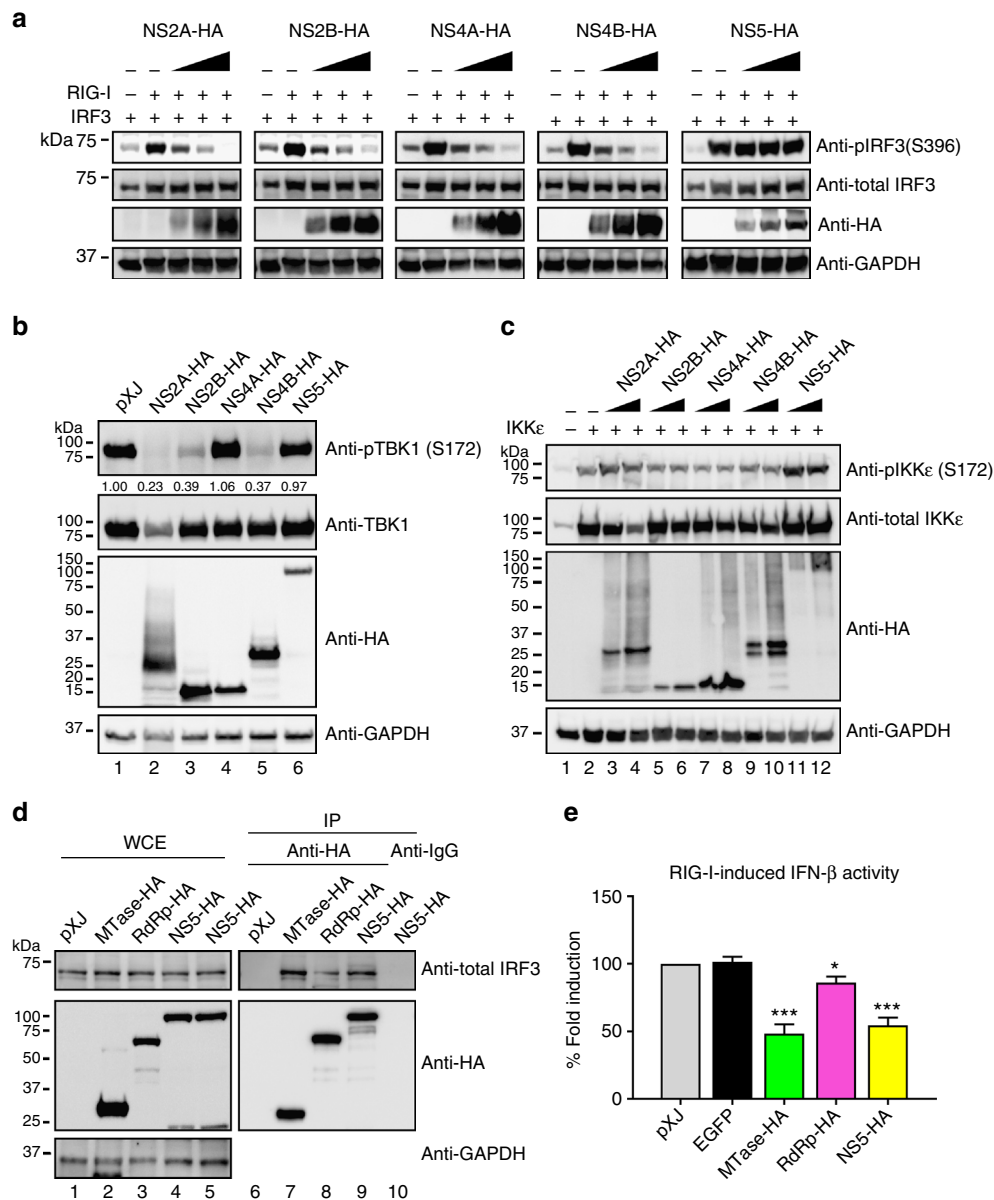 a
NS2A-HA NS2B-HA NS4A-HA NS4B-HA NS5-HA
– – – – – – – – – –
RIG-I – + + + + – + + + + – + + + + – + + + + – + + + +
IRF3 + + + + + + + + + + + + + + + + + + + + + + + + +
kDa 75 Anti-pIRF3(S396)
75 Anti-total IRF3
Anti-HA
37 Anti-GAPDH
b
pXJ NS2A-HA NS2B-HA NS4A-HA NS4B-HA NS5-HA
kDa
100
75
Anti-pTBK1 (S172)
1.00 0.23 0.39 1.06 0.37 0.97
100
75
Anti-TBK1
150
100
75
50
37
25
20
15
Anti-HA
37 Anti-GAPDH
1 2 3 4 5 6
c
NS2A-HA NS2B-HA NS4A-HA NS4B-HA NS5-HA
– –
IKKε – + + + + + + + + + + +
kDa
100
75
Anti-pIKKε (S172)
100
75
Anti-total IKKε
150
100
75
50
37
25
20
15
Anti-HA
37 Anti-GAPDH
1 2 3 4 5 6 7 8 9 10 11 12
d
IP
WCE Anti-HA Anti-IgG
pXJ MTase-HA RdRp-HA NS5-HA NS5-HA pXJ MTase-HA RdRp-HA NS5-HA NS5-HA
kDa
75 Anti-total IRF3
100
75
50
37
25
Anti-HA
37 Anti-GAPDH
1 2 3 4 5 6 7 8 9 10
e
RIG-I-induced IFN-β activity
% Fold induction
150
100
50
0
*** * ***
pXJ EGFP MTase-HA RdRp-HA NS5-HA